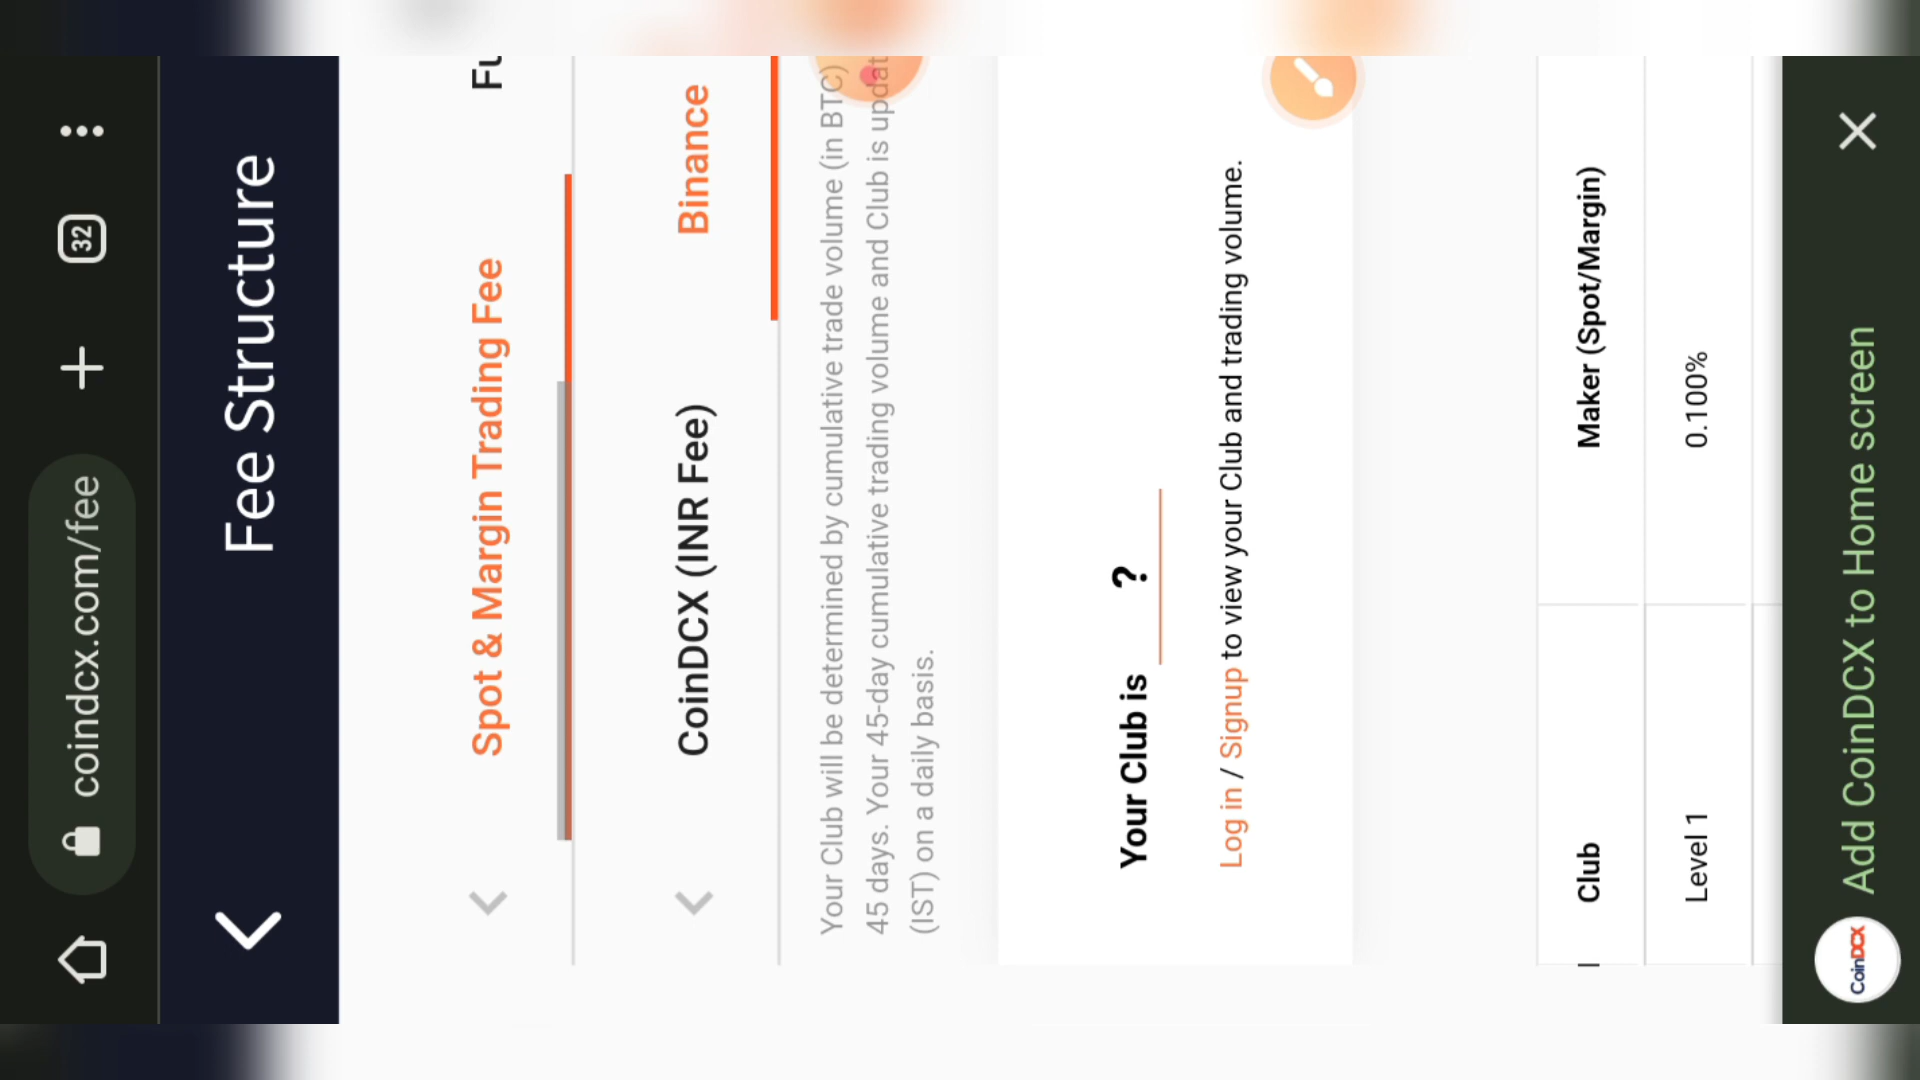 coindcx.com/fee
32
Fee Structure
Spot & Margin Trading Fee
Fu
CoinDCX (INR Fee)
Binance
Your Club will be determined by cumulative trade volume (in BTC)
45 days. Your 45-day cumulative trading volume and Club is updat
(IST) on a daily basis.
Your Club is ?
Log in / Signup to view your Club and trading volume.
Club Maker (Spot/Margin)
Level 1 0.100%
CoinDCX
Add CoinDCX to Home screen